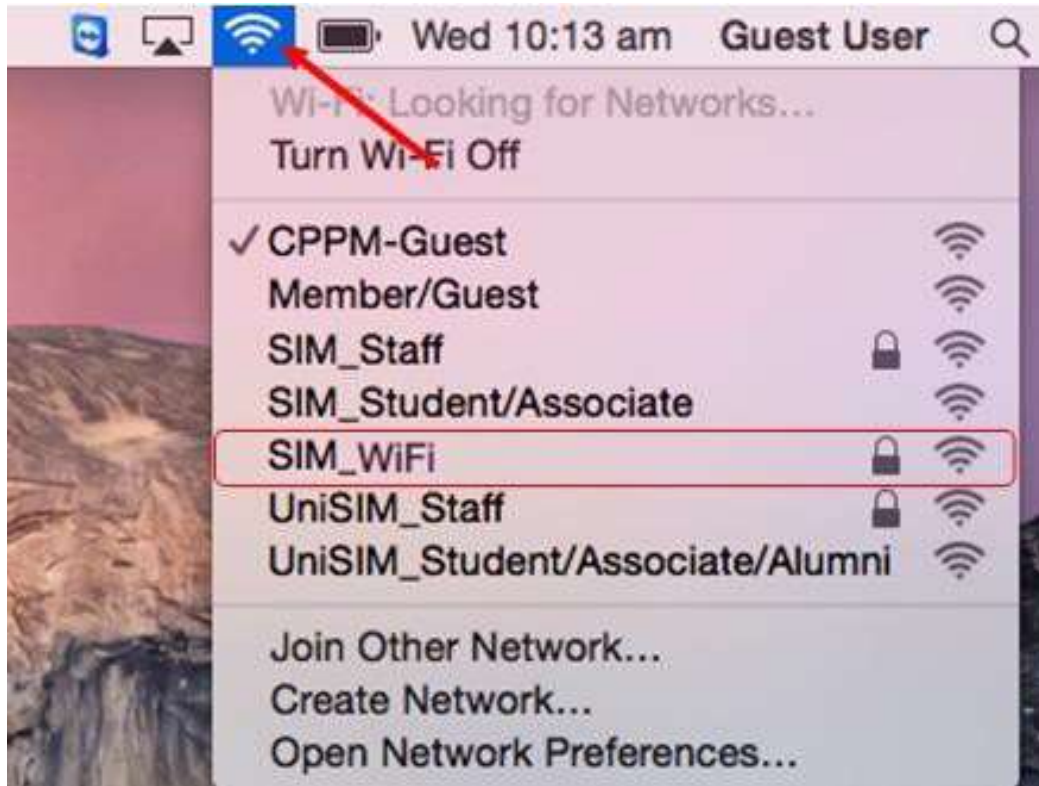 Wed 10:13 am Guest User
Wi-Fi: Looking for Networks...
Turn Wi-Fi Off
CPPM-Guest
Member/Guest
SIM_Staff
SIM_Student/Associate
SIM_WiFi
UniSIM_Staff
UniSIM_Student/Associate/Alumni
Join Other Network...
Create Network...
Open Network Preferences...